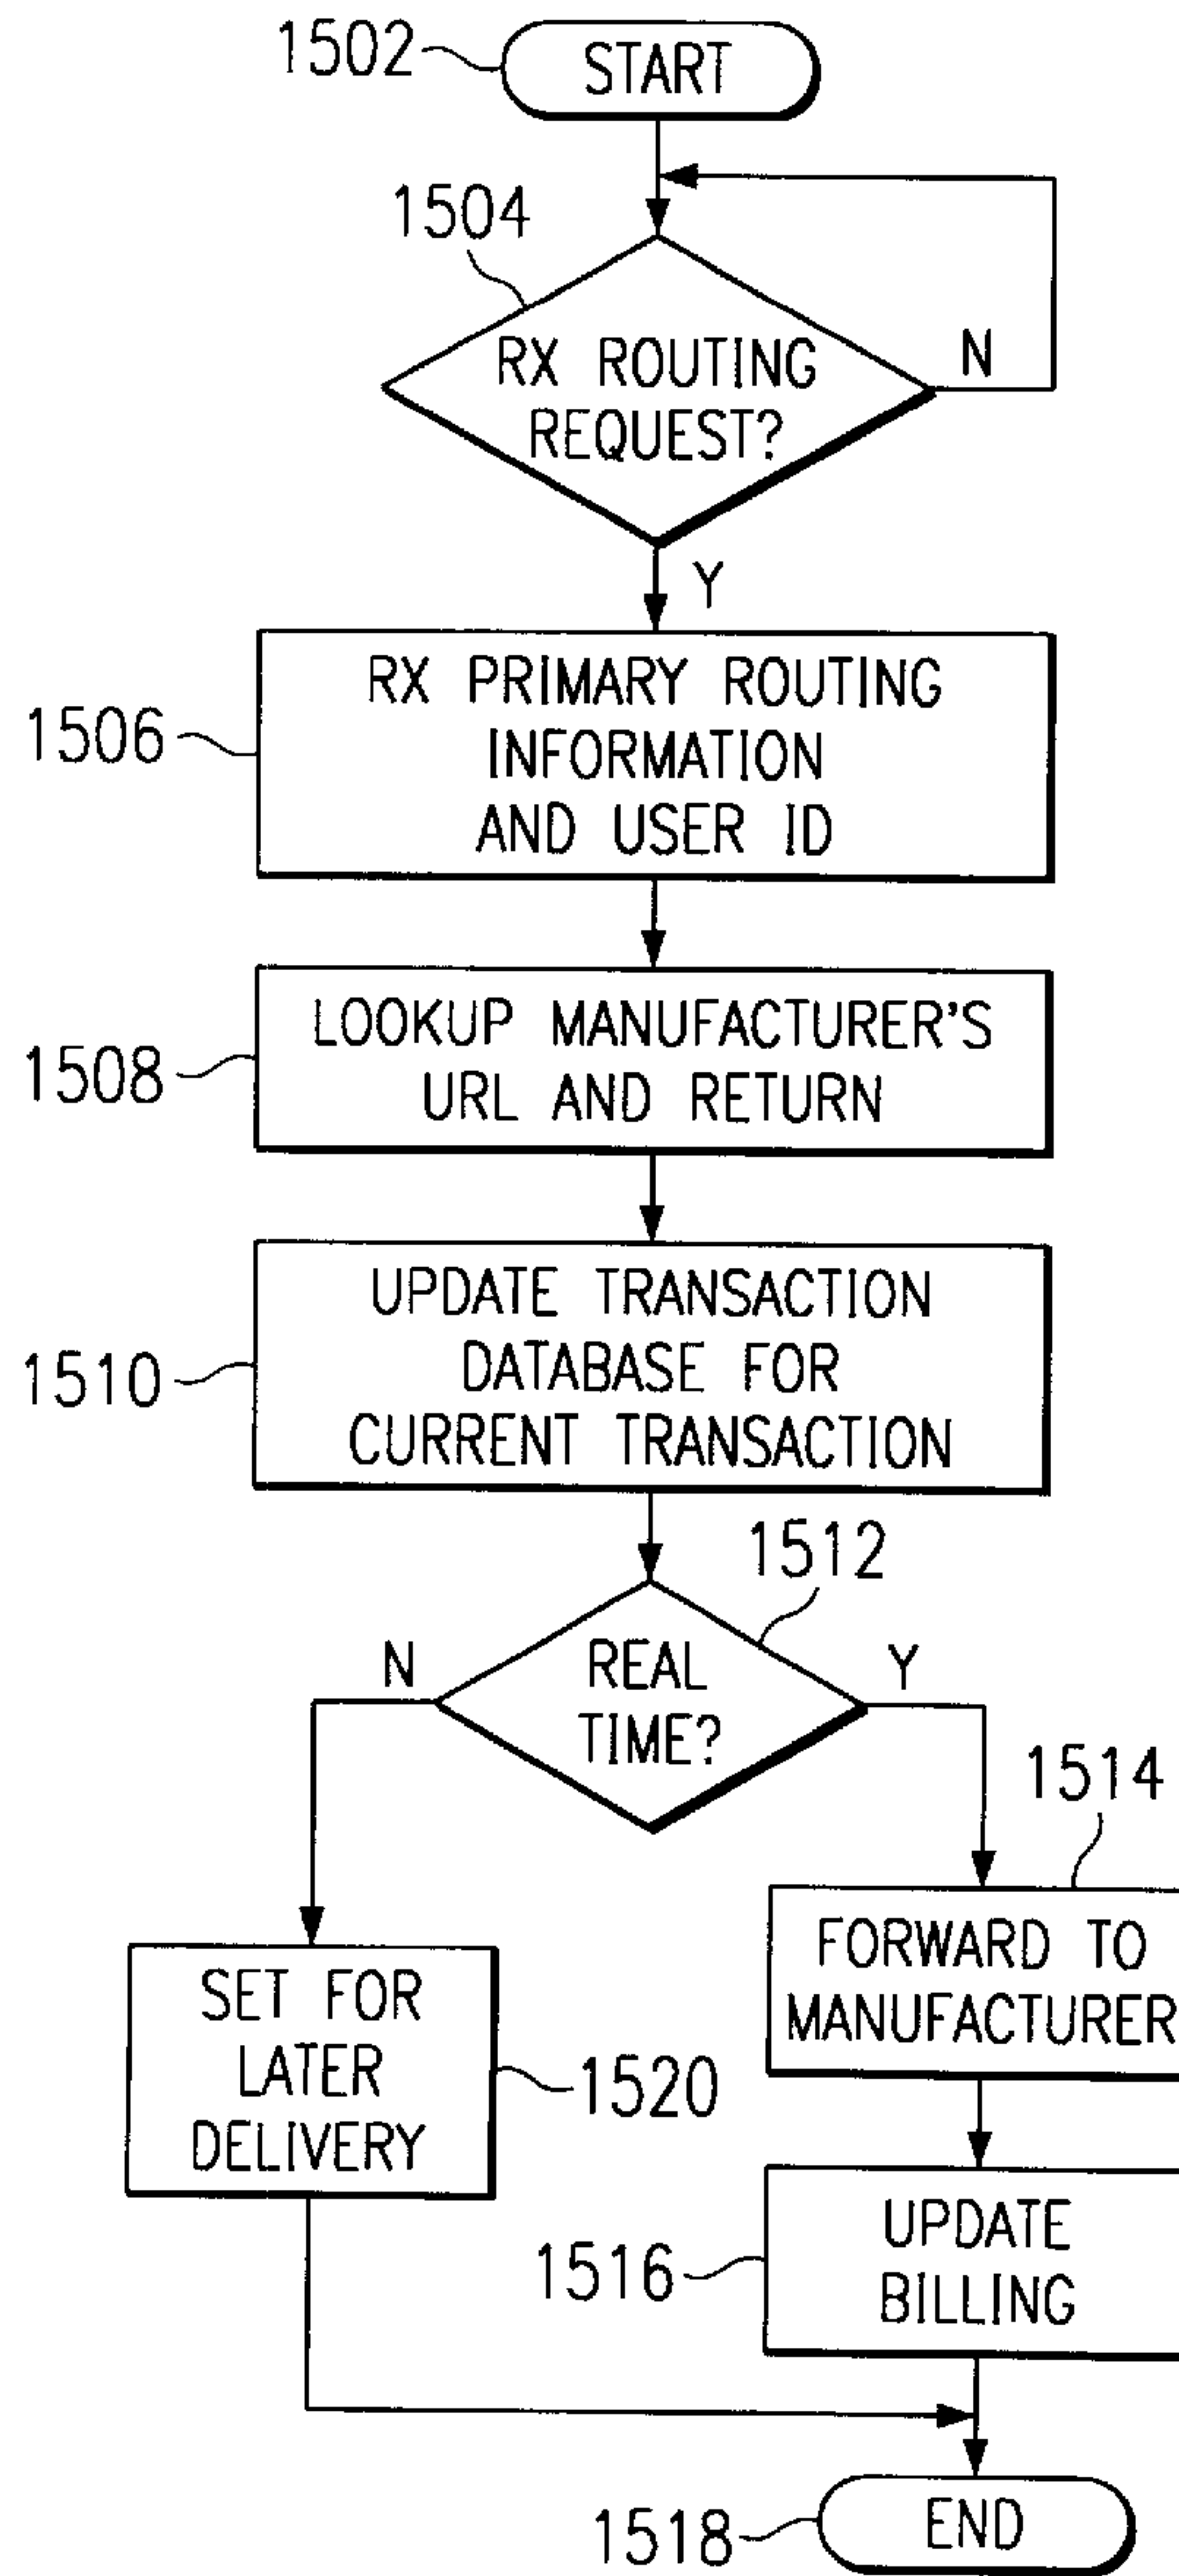 1502
START
1504
RX ROUTING
REQUEST?
N
Y
1506
RX PRIMARY ROUTING
INFORMATION
AND USER ID
1508
LOOKUP MANUFACTURER'S
URL AND RETURN
1510
UPDATE TRANSACTION
DATABASE FOR
CURRENT TRANSACTION
1512
N
REAL
TIME?
Y
1514
FORWARD TO
MANUFACTURER
SET FOR
LATER
DELIVERY
1520
1516
UPDATE
BILLING
1518
END